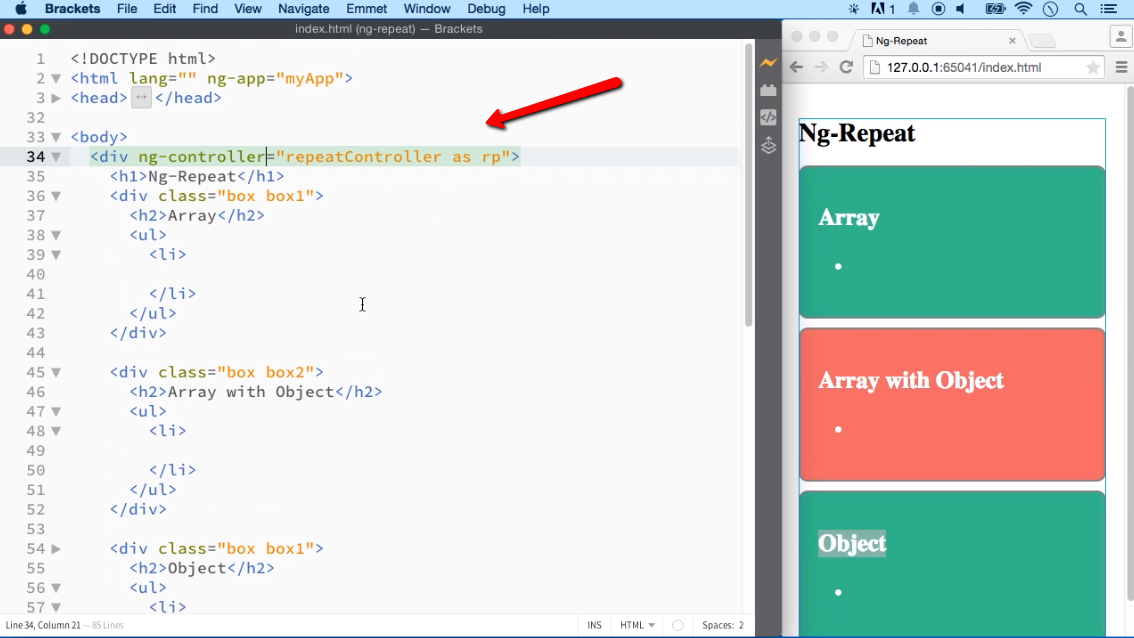 Brackets File Edit Find View Navigate Emmet Window Debug Help 1
index.html (ng-repeat) — Brackets
1 <!DOCTYPE html>
2 <html lang="" ng-app="myApp">
3 <head> </head>
32
33 <body>
34 <div ng-controller="repeatController as rp">
35 <h1>Ng-Repeat</h1>
36 <div class="box box1">
37 <h2>Array</h2>
38 <ul>
39 <li>
40
41 </li>
42 </ul>
43 </div>
44
45 <div class="box box2">
46 <h2>Array with Object</h2>
47 <ul>
48 <li>
49
50 </li>
51 </ul>
52 </div>
53
54 <div class="box box1">
55 <h2>Object</h2>
56 <ul>
57 <li>
Line 34, Column 21 — 85 Lines
INS HTML Spaces: 2
Ng-Repeat
127.0.0.1:65041/index.html
Ng-Repeat
Array
Array with Object
Object